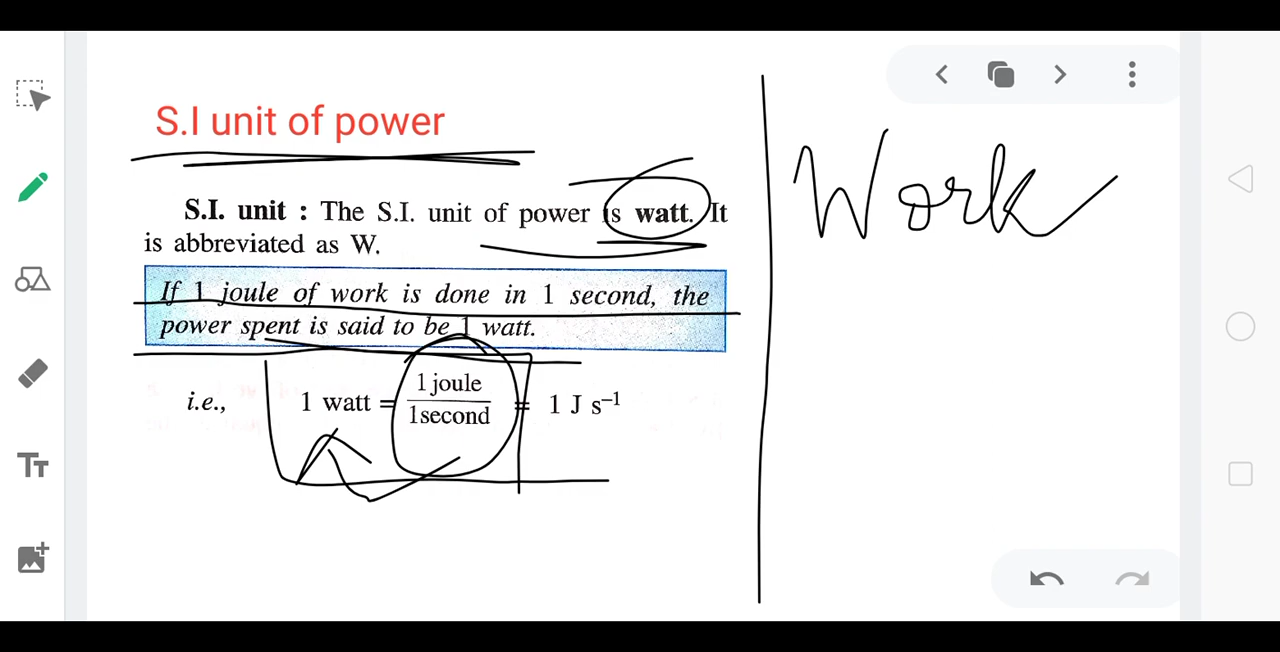 S.I unit of power
S.I. unit : The S.I. unit of power is watt. It
is abbreviated as W.
If 1 joule of work is done in 1 second, the
power spent is said to be 1 watt.
i.e., 1 watt = 1 joule / 1second = 1 J s⁻¹
Work
TT